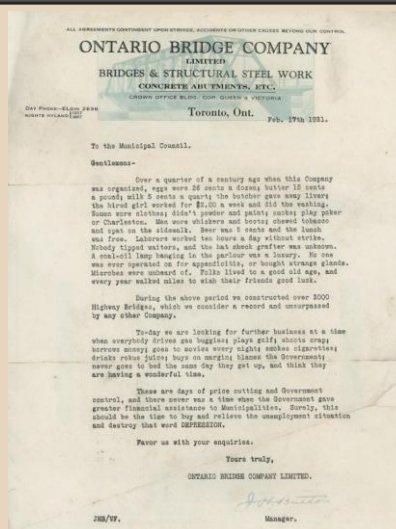 ALL AGREEMENTS CONTINGENT UPON STRIKES, ACCIDENTS OR OTHER CAUSES BEYOND OUR CONTROL
ONTARIO BRIDGE COMPANY
LIMITED
BRIDGES & STRUCTURAL STEEL WORK
CONCRETE ABUTMENTS, ETC.
CROWN OFFICE BLDG. COR. QUEEN & VICTORIA
DAY PHONE-ELGIN 2696
NIGHTS HYLAND
Toronto, Ont.
Feb. 17th 1931.
To the Municipal Council.
Gentlemen:-
Over a quarter of a century ago when this Company
was organized, eggs were 26 cents a dozen; butter 18 cents
a pound; milk 5 cents a quart; the butcher gave away liver;
the hired girl worked for $2.00 a week and did the washing.
Women wore clothes; didn't powder and paint; smoke; play poker
or Charleston. Men wore whiskers and boots; chewed tobacco
and spat on the sidewalk. Beer was 5 cents and the lunch
was free. Laborers worked ten hours a day without strike.
Nobody tipped waiters, and the hat check grafter was unknown.
A coal-oil lamp hanging in the parlour was a luxury. No one
was ever operated on for appendicitis, or bought strange glands.
Microbes were unheard of. Folks lived to a good old age, and
every year walked miles to wish their friends good luck.
During the above period we constructed over 2000
Highway Bridges, which we consider a record and unsurpassed
by any other Company.
To-day we are looking for further business at a time
when everybody drives gas buggies; plays golf; shoots crap;
borrows money; goes to movies every night; smokes cigarettes;
drinks rokus juice; buys on margin; blames the Government;
never goes to bed the same day they get up, and think they
are having a wonderful time.
These are days of price cutting and Government
control, and there never was a time when the Government gave
greater financial assistance to Municipalities. Surely, this
should be the time to buy and relieve the unemployment situation
and destroy that word DEPRESSION.
Favor us with your enquiries.
Yours truly,
ONTARIO BRIDGE COMPANY LIMITED.
Manager.